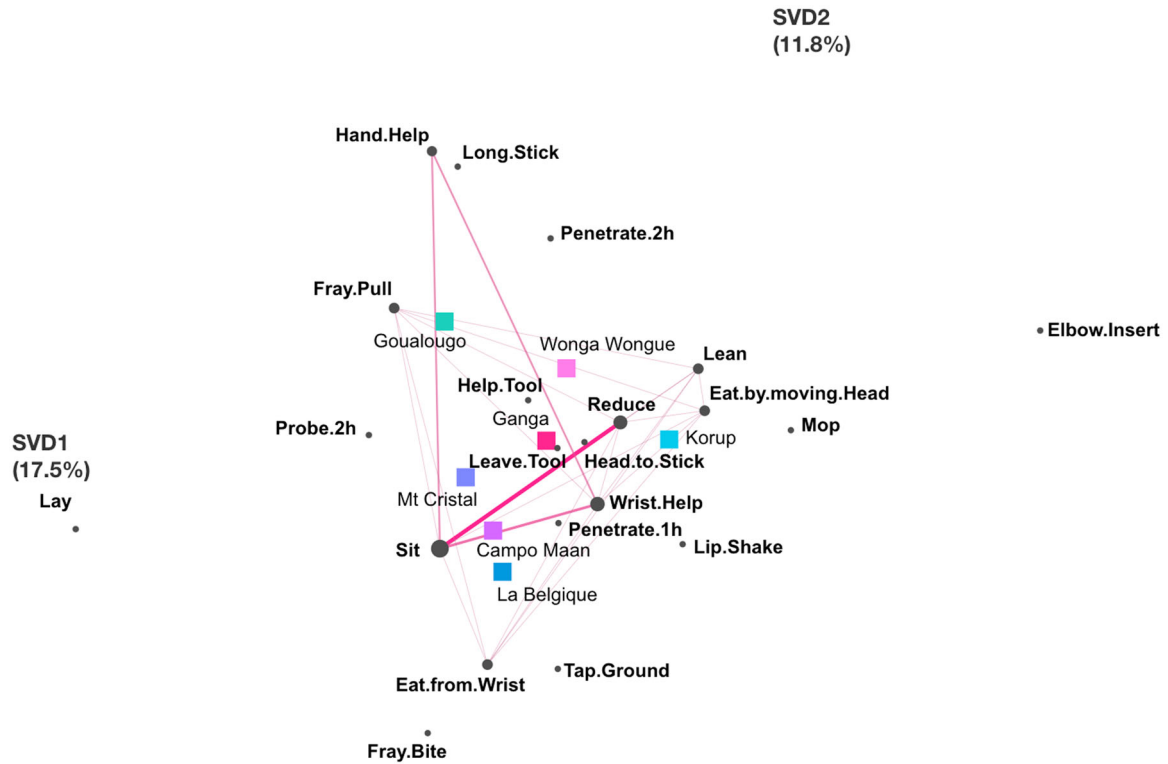 SVD2
(11.8%)
Hand.Help
Long.Stick
Penetrate.2h
Fray.Pull
Elbow.Insert
Goualougo
Wonga Wongue
Lean
Help.Tool
Eat.by.moving.Head
Reduce
Ganga
Mop
Probe.2h
Korup
SVD1
(17.5%)
Leave.Tool
Head.to.Stick
Lay
Mt Cristal
Wrist.Help
Penetrate.1h
Sit
Campo Maan
Lip.Shake
La Belgique
Tap.Ground
Eat.from.Wrist
Fray.Bite